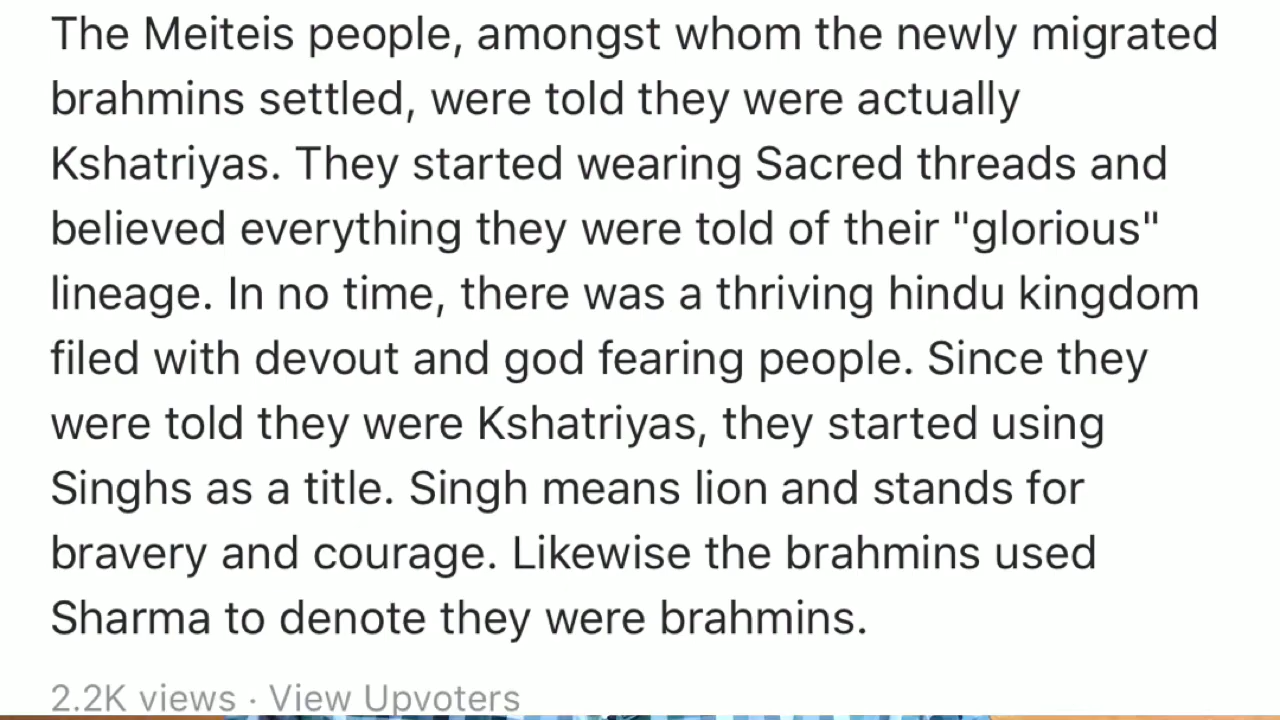 The Meiteis people, amongst whom the newly migrated
brahmins settled, were told they were actually
Kshatriyas. They started wearing Sacred threads and
believed everything they were told of their "glorious"
lineage. In no time, there was a thriving hindu kingdom
filed with devout and god fearing people. Since they
were told they were Kshatriyas, they started using
Singhs as a title. Singh means lion and stands for
bravery and courage. Likewise the brahmins used
Sharma to denote they were brahmins.
2.2K views · View Upvoters